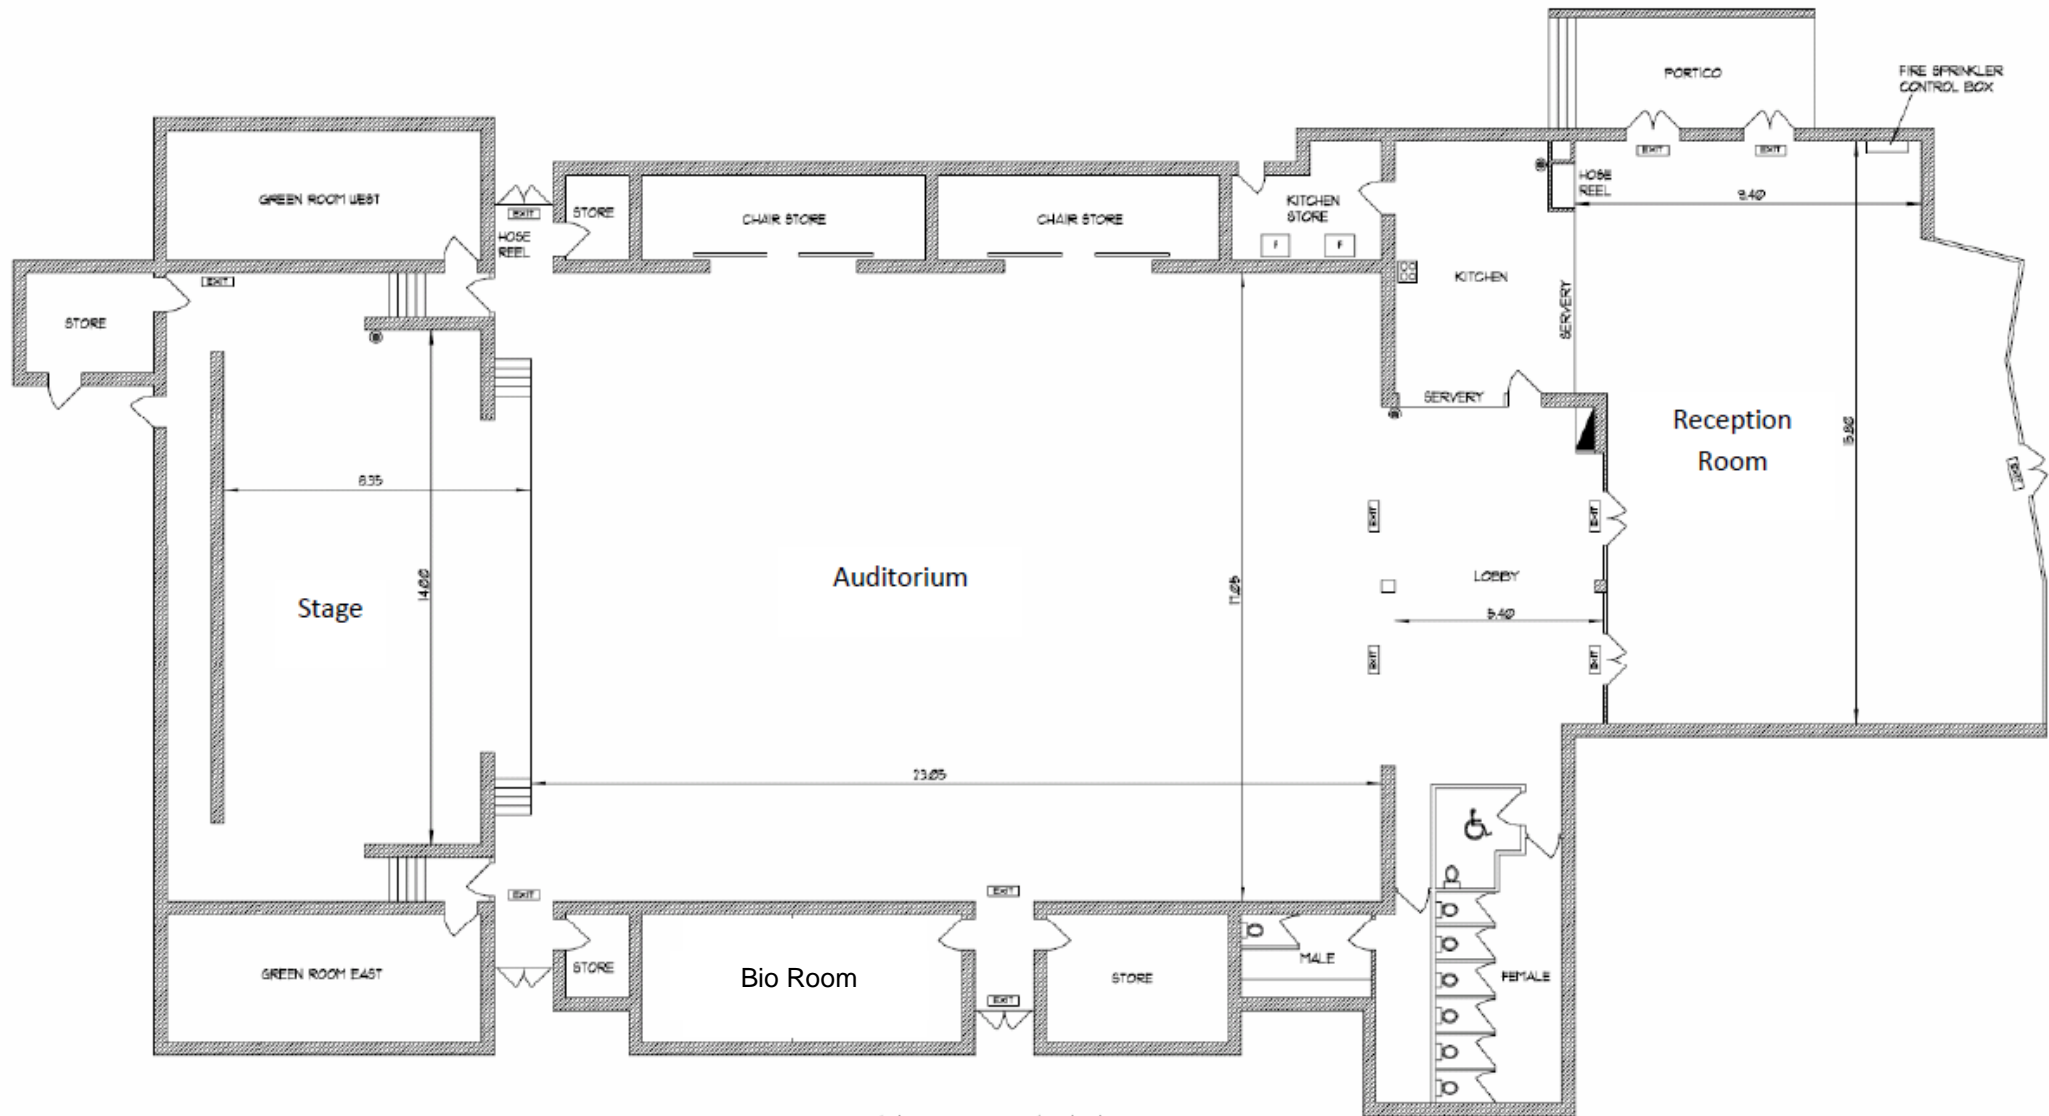 PORTICO
FIRE SPRINKLER
CONTROL BOX
EXIT
EXIT
HOSE
REEL
9.40
GREEN ROOM WEST
EXIT
HOSE
REEL
STORE
CHAIR STORE
CHAIR STORE
KITCHEN
STORE
F
F
KITCHEN
SERVERY
EXIT
STORE
SERVERY
Reception
Room
15.80
EXIT
8.35
EXIT
EXIT
Auditorium
14.00
17.05
LOBBY
Stage
5.40
EXIT
EXIT
23.05
EXIT
EXIT
GREEN ROOM EAST
STORE
Bio Room
EXIT
STORE
MALE
FEMALE